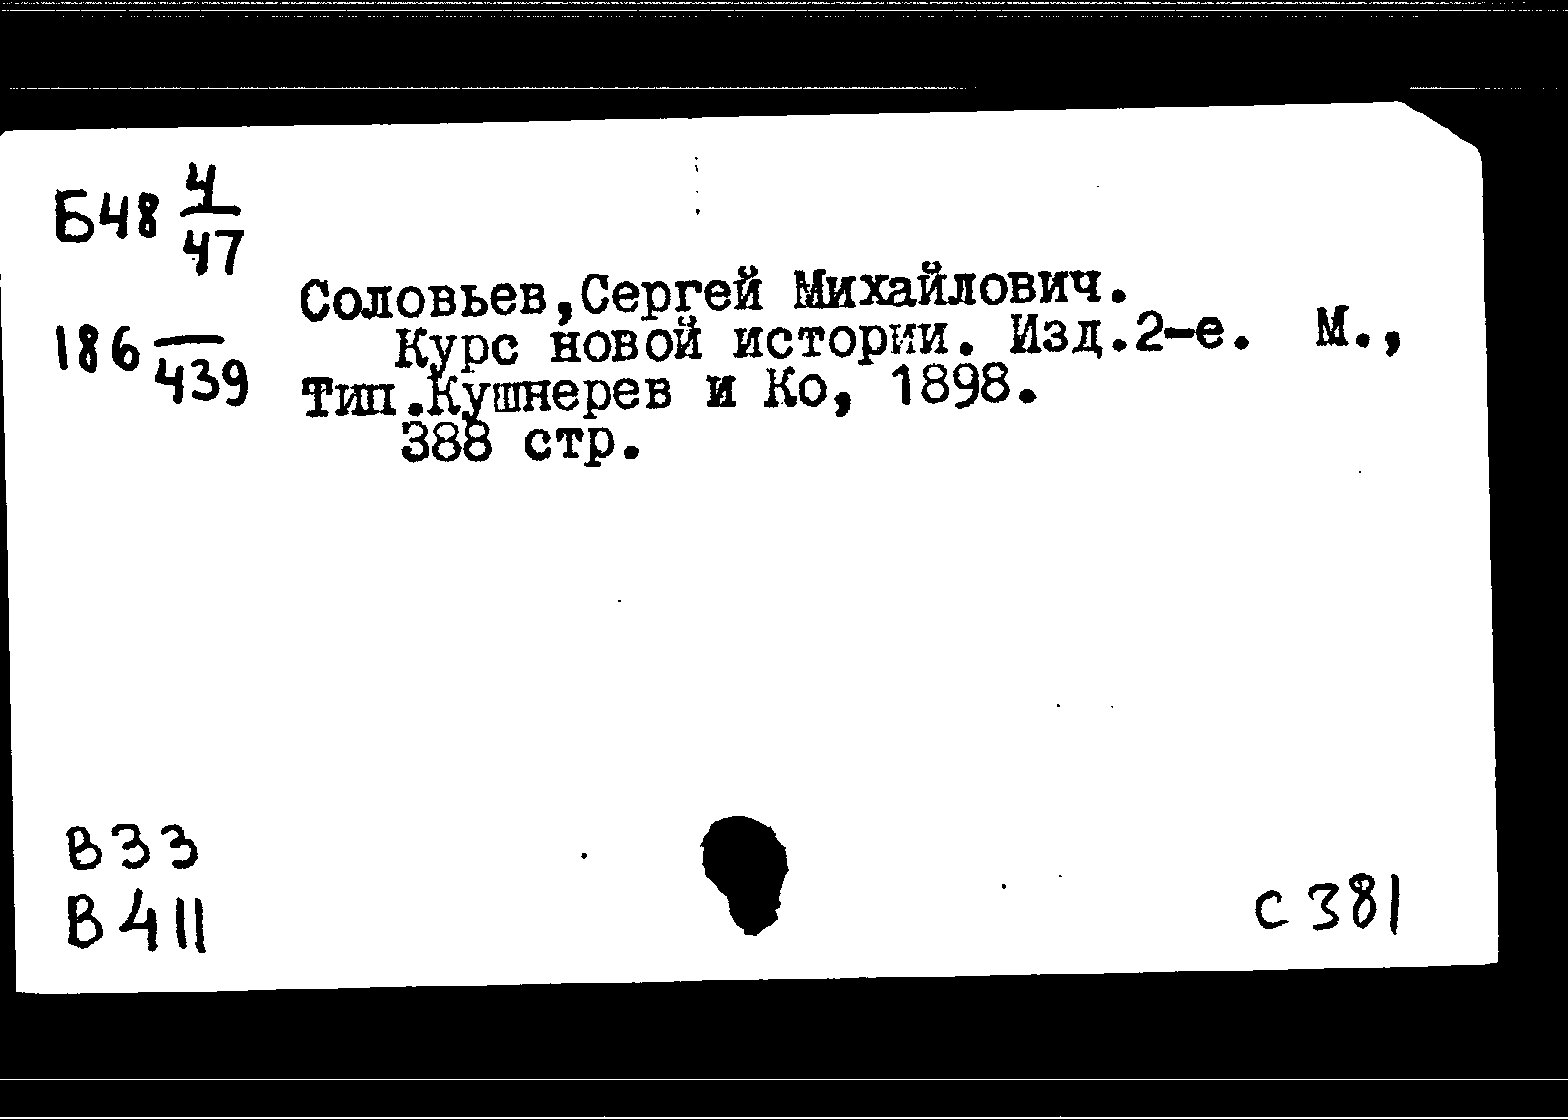 Б48 4/47
Соловьев,Сергей Михайлович.
186 —/439
Курс новой истории. Изд.2-е. М.,
Тип.Кушнерев и Ко, 1898.
388 стр.
В33
В411
С381